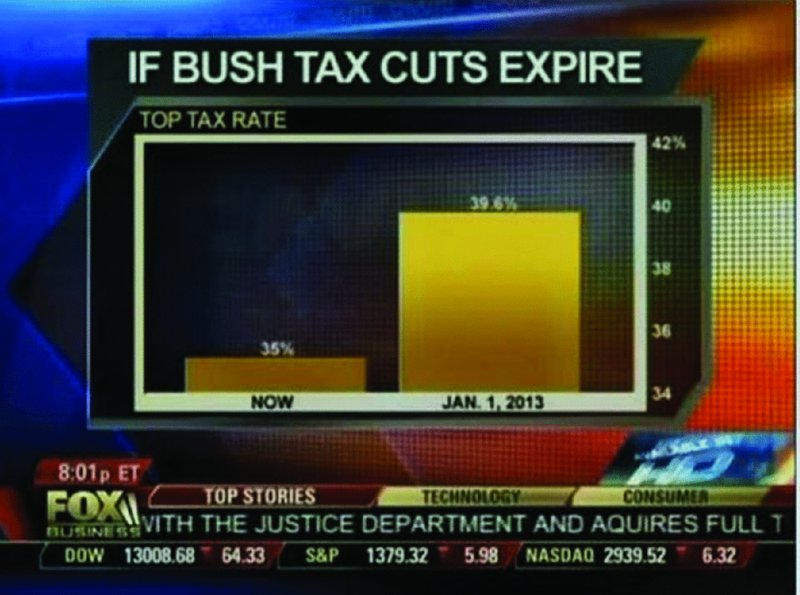 IF BUSH TAX CUTS EXPIRE
TOP TAX RATE
42%
40
38
36
34
39.6%
35%
NOW
JAN. 1, 2013
HD
8:01p ET
FOX
BUSINESS
TOP STORIES
TECHNOLOGY
CONSUMER
WITH THE JUSTICE DEPARTMENT AND AQUIRES FULL T
DOW 13008.68 64.33 S&P 1379.32 5.98 NASDAQ 2939.52 6.32